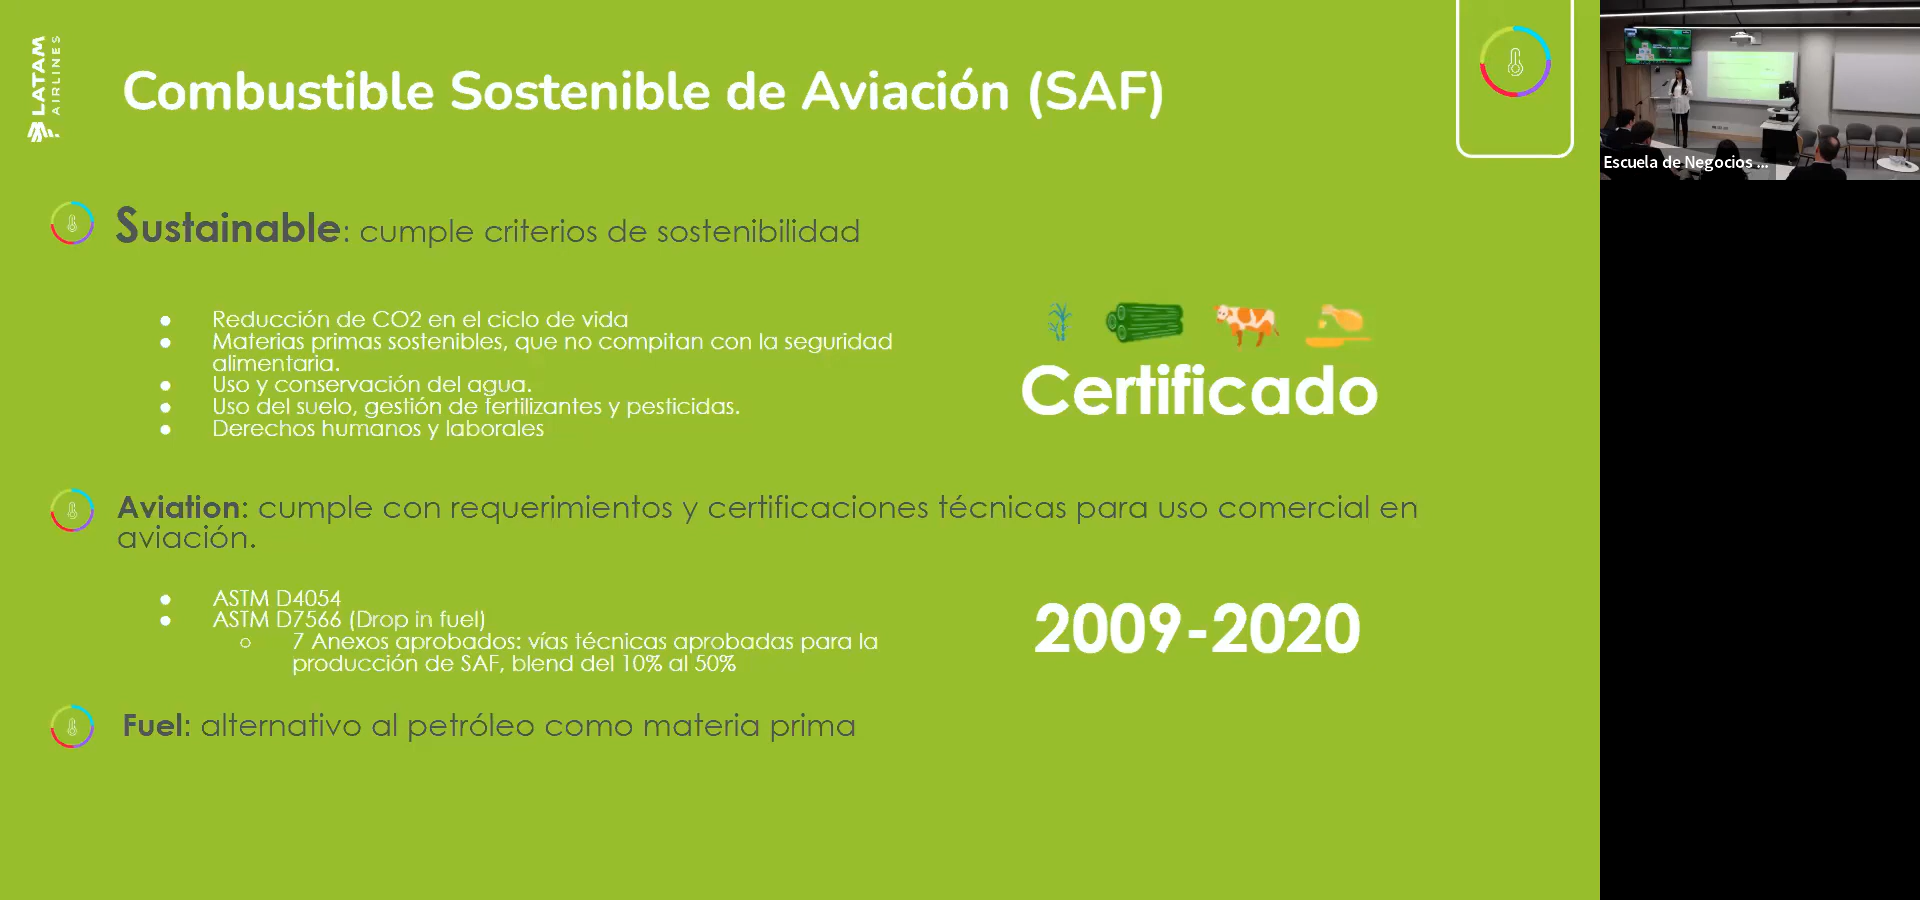 LATAM
AIRLINES
Combustible Sostenible de Aviación (SAF)
Sustainable: cumple criterios de sostenibilidad
● Reducción de CO2 en el ciclo de vida
● Materias primas sostenibles, que no compitan con la seguridad
alimentaria.
● Uso y conservación del agua.
● Uso del suelo, gestión de fertilizantes y pesticidas.
● Derechos humanos y laborales
Certificado
Aviation: cumple con requerimientos y certificaciones técnicas para uso comercial en
aviación.
● ASTM D4054
● ASTM D7566 (Drop in fuel)
○ 7 Anexos aprobados: vías técnicas aprobadas para la
producción de SAF, blend del 10% al 50%
2009-2020
Fuel: alternativo al petróleo como materia prima
Escuela de Negocios ...